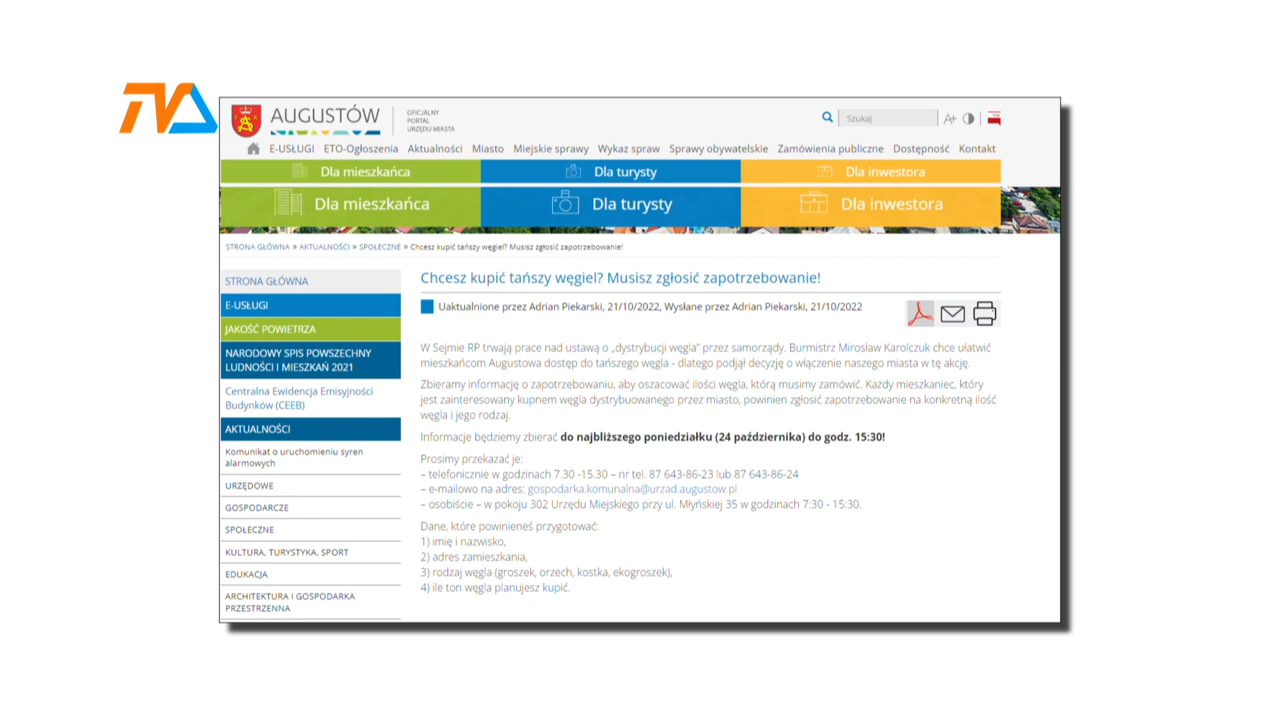 TVA
AUGUSTÓW
OFICJALNY
PORTAL
URZĘDU MIASTA
Szukaj
A+
E-USŁUGI ETO-Ogłoszenia Aktualności Miasto Miejskie sprawy Wykaz spraw Sprawy obywatelskie Zamówienia publiczne Dostępność Kontakt
Dla mieszkańca Dla turysty Dla inwestora
Dla mieszkańca Dla turysty Dla inwestora
STRONA GŁÓWNA » AKTUALNOŚCI » SPOŁECZNE » Chcesz kupić tańszy węgiel? Musisz zgłosić zapotrzebowanie!
STRONA GŁÓWNA
E-USŁUGI
JAKOŚĆ POWIETRZA
NARODOWY SPIS POWSZECHNY
LUDNOŚCI I MIESZKAŃ 2021
Centralna Ewidencja Emisyjności
Budynków (CEEB)
AKTUALNOŚCI
Komunikat o uruchomieniu syren
alarmowych
URZĘDOWE
GOSPODARCZE
SPOŁECZNE
KULTURA, TURYSTYKA, SPORT
EDUKACJA
ARCHITEKTURA I GOSPODARKA
PRZESTRZENNA
Chcesz kupić tańszy węgiel? Musisz zgłosić zapotrzebowanie!
Uaktualnione przez Adrian Piekarski, 21/10/2022, Wysłane przez Adrian Piekarski, 21/10/2022
W Sejmie RP trwają prace nad ustawą o „dystrybucji węgla” przez samorządy. Burmistrz Mirosław Karolczuk chce ułatwić
mieszkańcom Augustowa dostęp do tańszego węgla - dlatego podjął decyzję o włączenie naszego miasta w tę akcję.
Zbieramy informację o zapotrzebowaniu, aby oszacować ilości węgla, którą musimy zamówić. Każdy mieszkaniec, który
jest zainteresowany kupnem węgla dystrybuowanego przez miasto, powinien zgłosić zapotrzebowanie na konkretną ilość
węgla i jego rodzaj.
Informacje będziemy zbierać do najbliższego poniedziałku (24 października) do godz. 15:30!
Prosimy przekazać je:
– telefonicznie w godzinach 7.30 -15.30 – nr tel. 87 643-86-23 lub 87 643-86-24
– e-mailowo na adres: gospodarka.komunalna@urzad.augustow.pl
– osobiście – w pokoju 302 Urzędu Miejskiego przy ul. Młyńskiej 35 w godzinach 7:30 - 15:30.
Dane, które powinieneś przygotować:
1) imię i nazwisko,
2) adres zamieszkania,
3) rodzaj węgla (groszek, orzech, kostka, ekogroszek),
4) ile ton węgla planujesz kupić.